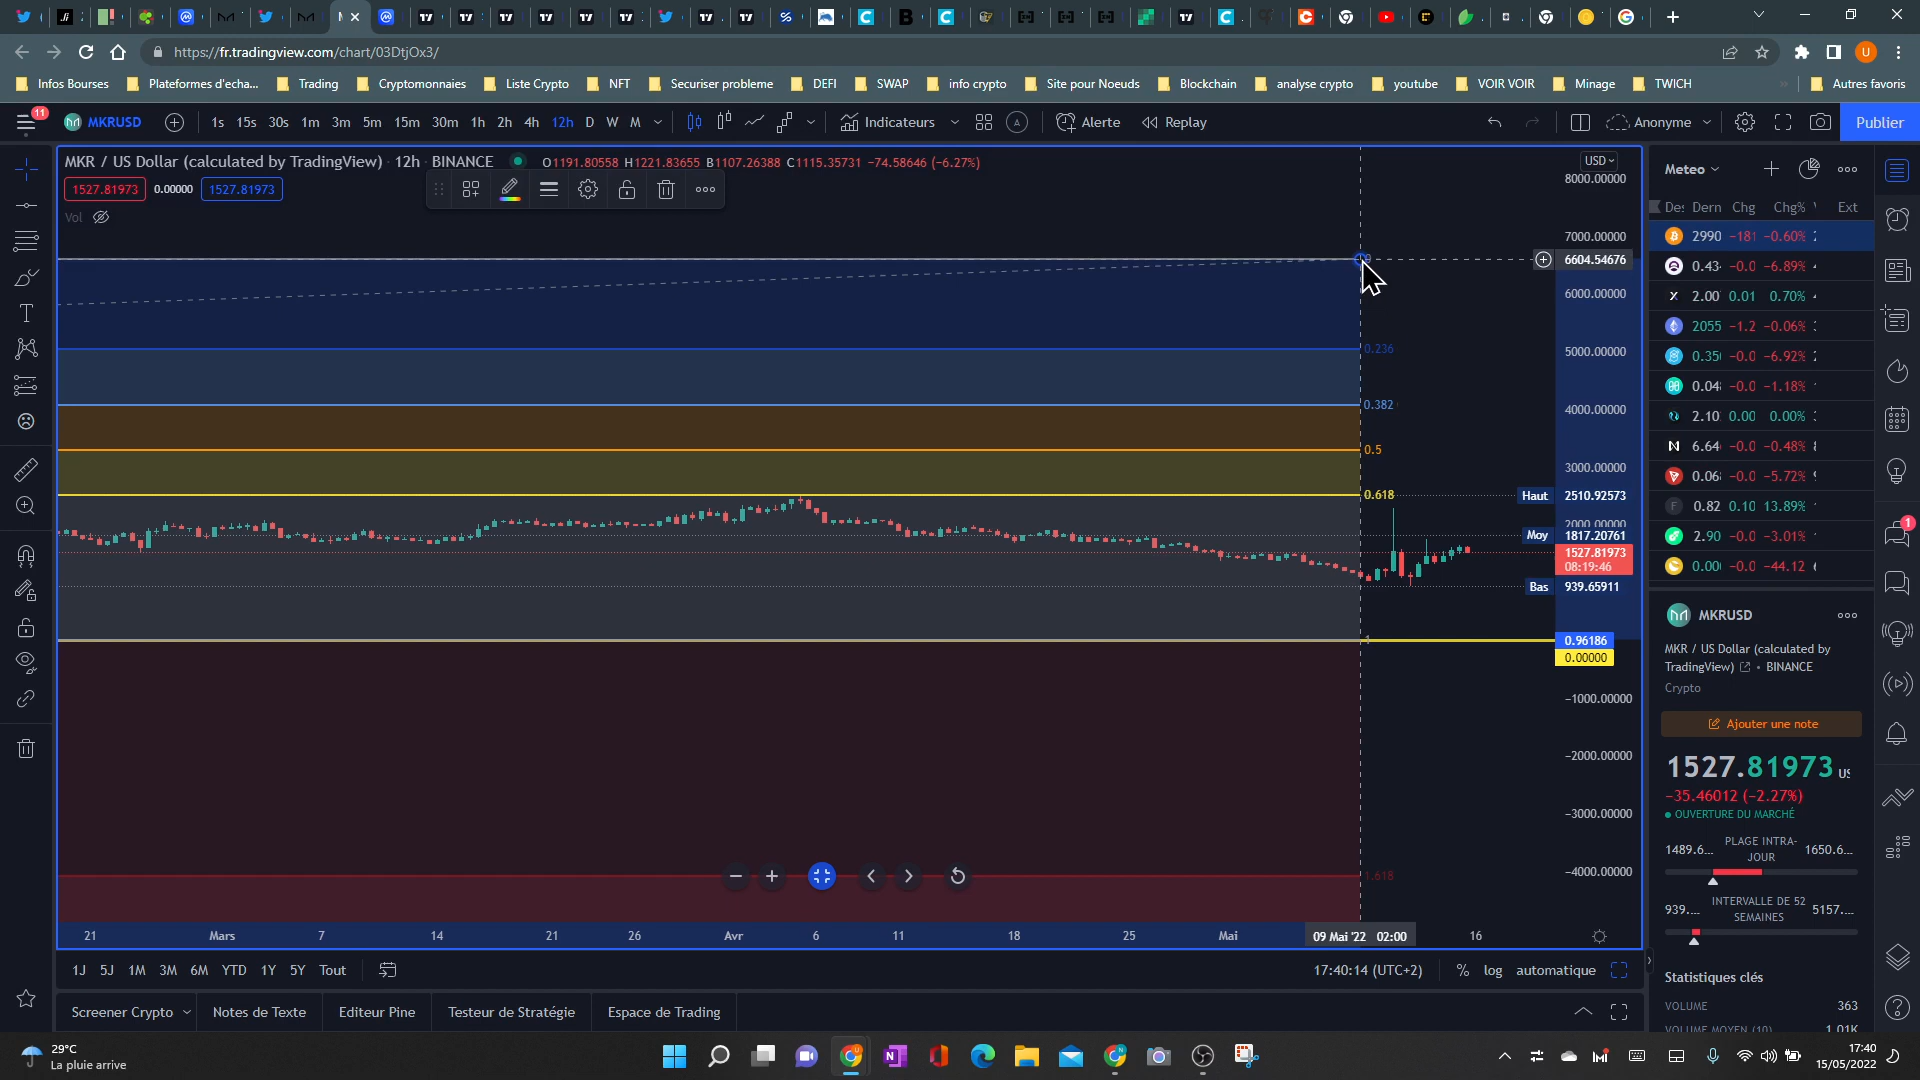 https://fr.tradingview.com/chart/03DtjOx3/
Infos Bourses
Plateformes d'echa...
Trading
Cryptomonnaies
Liste Crypto
NFT
Securiser probleme
DEFI
SWAP
info crypto
Site pour Noeuds
Blockchain
analyse crypto
youtube
VOIR VOIR
Minage
TWICH
Autres favoris
11
MKRUSD
1s 15s 30s 1m 3m 5m 15m 30m 1h 2h 4h 12h D W M
Indicateurs
Alerte
Replay
Anonyme
Publier
MKR / US Dollar (calculated by TradingView) · 12h · BINANCE
O1191.80558 H1221.83655 B1107.26388 C1115.35731 −74.58646 (−6.27%)
1527.81973 0.00000 1527.81973
Vol
USD
8000.00000
7000.00000
6604.54676
6000.00000
5000.00000
4000.00000
3000.00000
Haut 2510.92573
2000.00000
Moy 1817.20761
1527.81973
08:19:46
Bas 939.65911
0.96186
0.00000
−1000.00000
−2000.00000
−3000.00000
−4000.00000
0
0.236
0.382
0.5
0.618
1
1.618
21 Mars 7 14 21 26 Avr 6 11 18 25 Mai 09 Mai '22 02:00 16
1J 5J 1M 3M 6M YTD 1Y 5Y Tout
17:40:14 (UTC+2)
% log automatique
Screener Crypto
Notes de Texte
Editeur Pine
Testeur de Stratégie
Espace de Trading
Meteo
Des Dern Chg Chg% Ext
2990 −181 −0.60%
0.43 −0.0 −6.89%
2.00 0.01 0.70%
2055 −1.2 −0.06%
0.35 −0.0 −6.92%
0.04 −0.0 −1.18%
2.10 0.00 0.00%
6.64 −0.0 −0.48%
0.06 −0.0 −5.72%
0.82 0.10 13.89%
2.90 −0.0 −3.01%
0.00 −0.0 −44.12
MKRUSD
MKR / US Dollar (calculated by
TradingView) • BINANCE
Crypto
Ajouter une note
1527.81973 US
−35.46012 (−2.27%)
OUVERTURE DU MARCHÉ
1489.6... PLAGE INTRA-JOUR 1650.6...
939.... INTERVALLE DE 52 SEMAINES 5157....
Statistiques clés
VOLUME 363
VOLUME MOYEN (10) 1.01K
1
29°C
La pluie arrive
17:40
15/05/2022